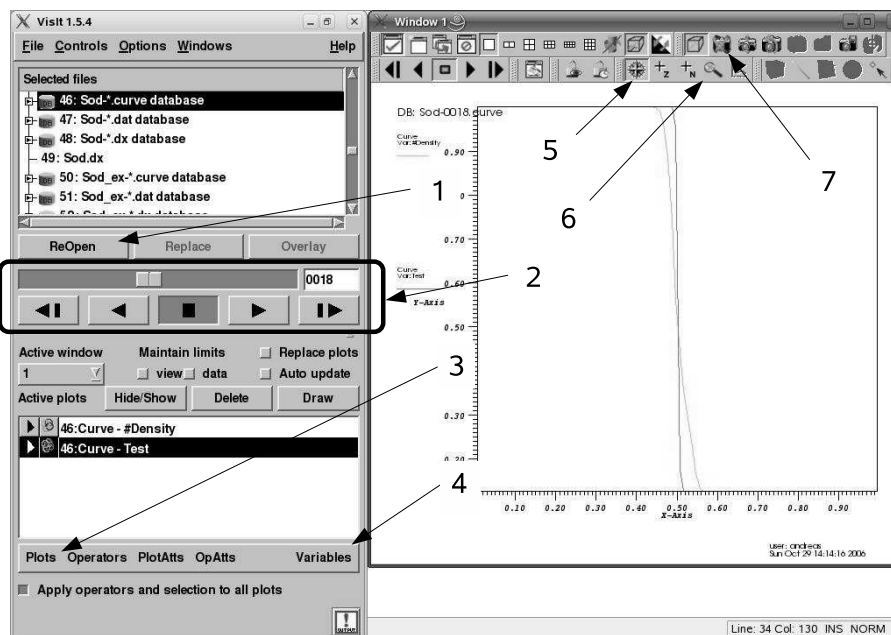 VisIt 1.5.4
File Controls Options Windows Help
Selected files
46: Sod-*.curve database
47: Sod-*.dat database
48: Sod-*.dx database
49: Sod.dx
50: Sod_ex-*.curve database
51: Sod_ex-*.dat database
ReOpen Replace Overlay
0018
Active window Maintain limits Replace plots
1 view data Auto update
Active plots Hide/Show Delete Draw
46:Curve - #Density
46:Curve - Test
Plots Operators PlotAtts OpAtts Variables
Apply operators and selection to all plots
Window 1
DB: Sod-0018.curve
Curve
Var:#Density
0.90
0
0.70
Curve
Var:Test
0.60
Y-Axis
0.50
0.30
0.20
0.10 0.20 0.30 0.40 0.50 0.60 0.70 0.80 0.90
X-Axis
user: andreas
Sun Oct 29 14:14:16 2006
Line: 34 Col: 130 INS NORM
1
2
3
4
5
6
7